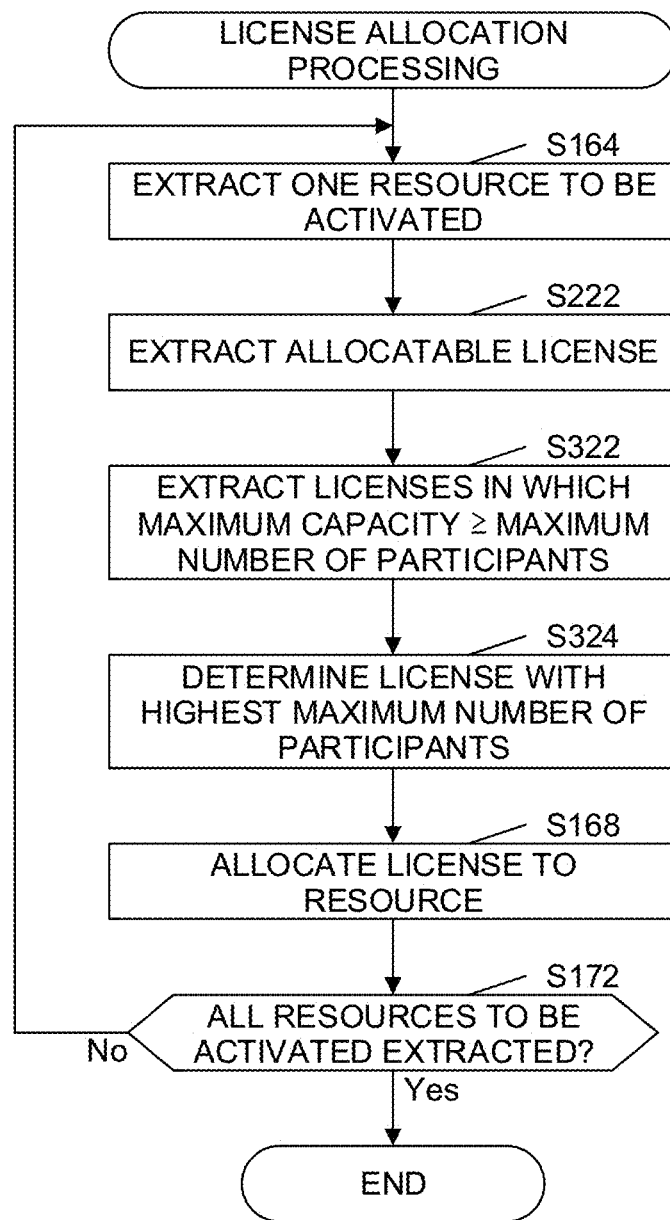 LICENSE ALLOCATION
PROCESSING
S164
EXTRACT ONE RESOURCE TO BE
ACTIVATED
S222
EXTRACT ALLOCATABLE LICENSE
S322
EXTRACT LICENSES IN WHICH
MAXIMUM CAPACITY ≥ MAXIMUM
NUMBER OF PARTICIPANTS
S324
DETERMINE LICENSE WITH
HIGHEST MAXIMUM NUMBER OF
PARTICIPANTS
S168
ALLOCATE LICENSE TO
RESOURCE
S172
ALL RESOURCES TO BE
ACTIVATED EXTRACTED?
No
Yes
END